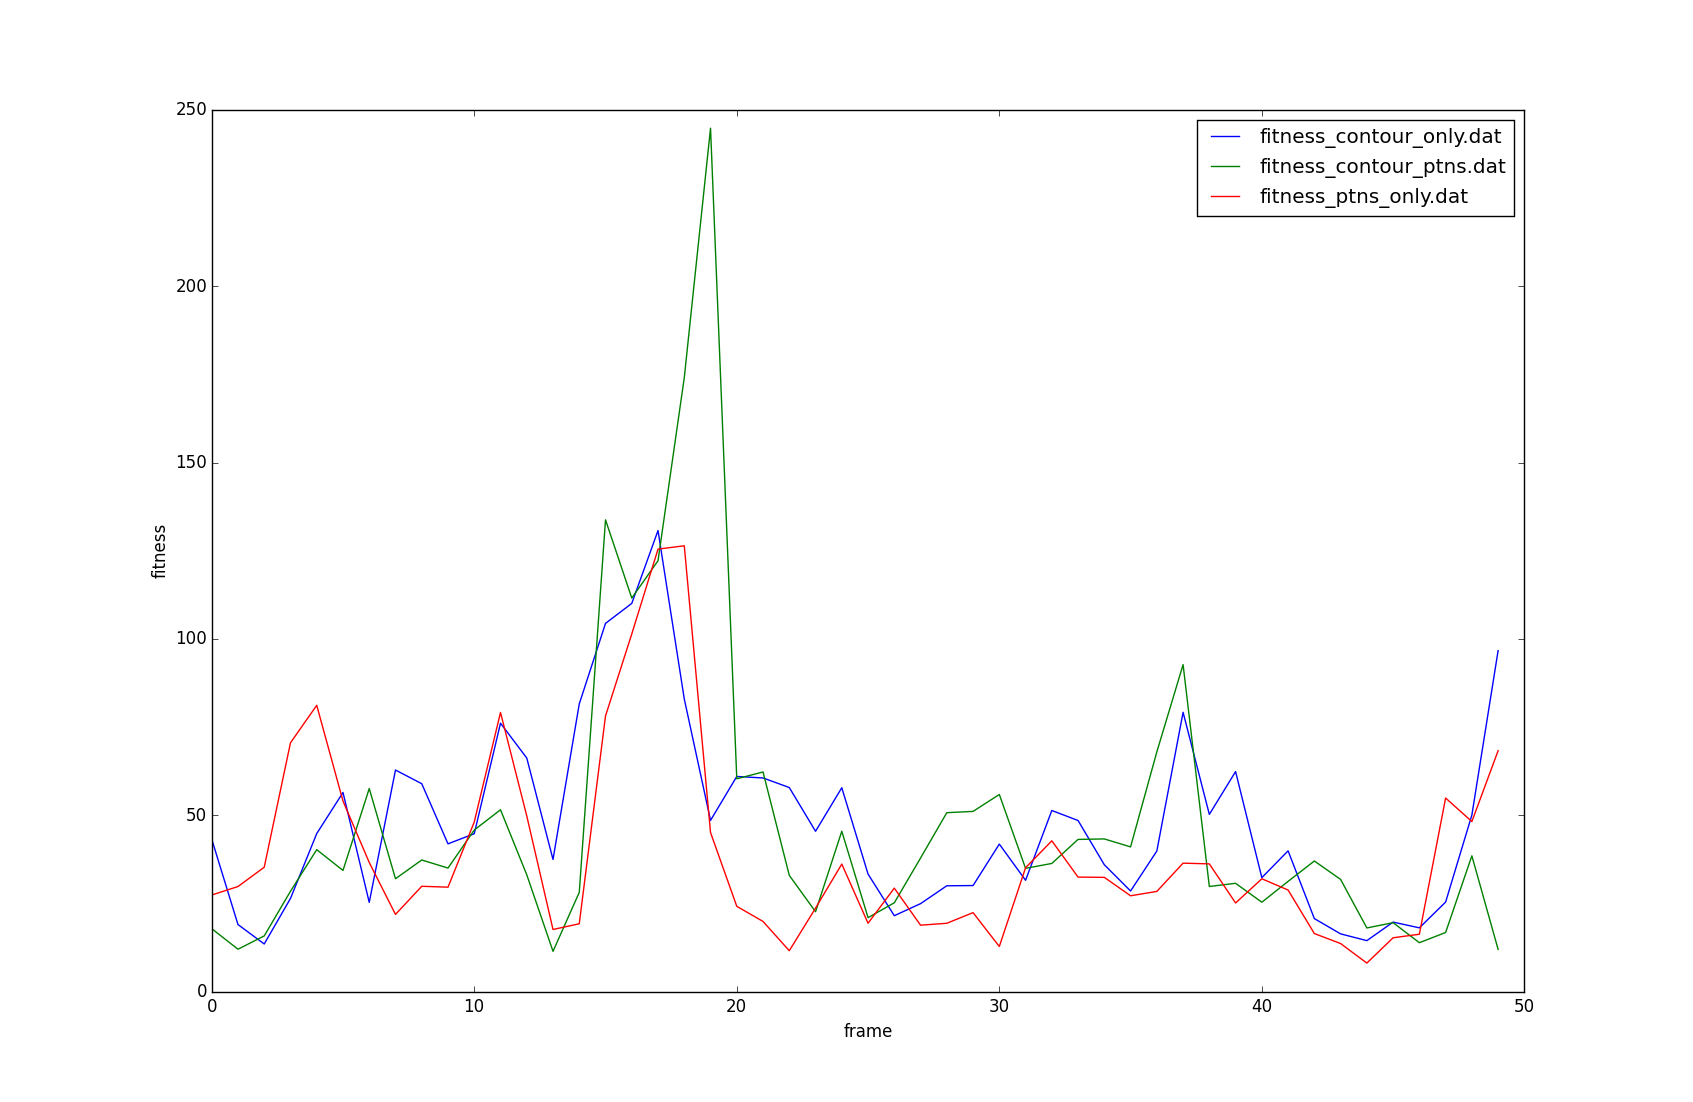 250
200
150
100
50
0
fitness
0 10 20 30 40 50
frame
fitness_contour_only.dat
fitness_contour_ptns.dat
fitness_ptns_only.dat